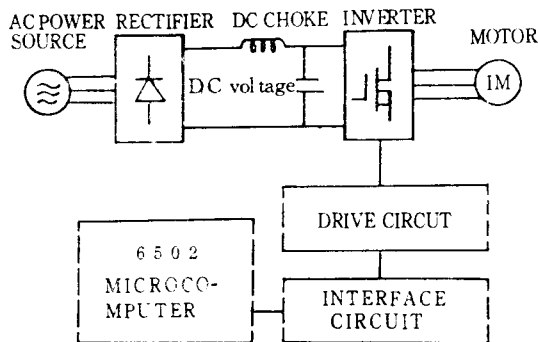 AC POWER
SOURCE
RECTIFIER
DC CHOKE
INVERTER
MOTOR
DC voltage
IM
DRIVE CIRCUT
6502
MICROCO-
MPUTER
INTERFACE
CIRCUIT